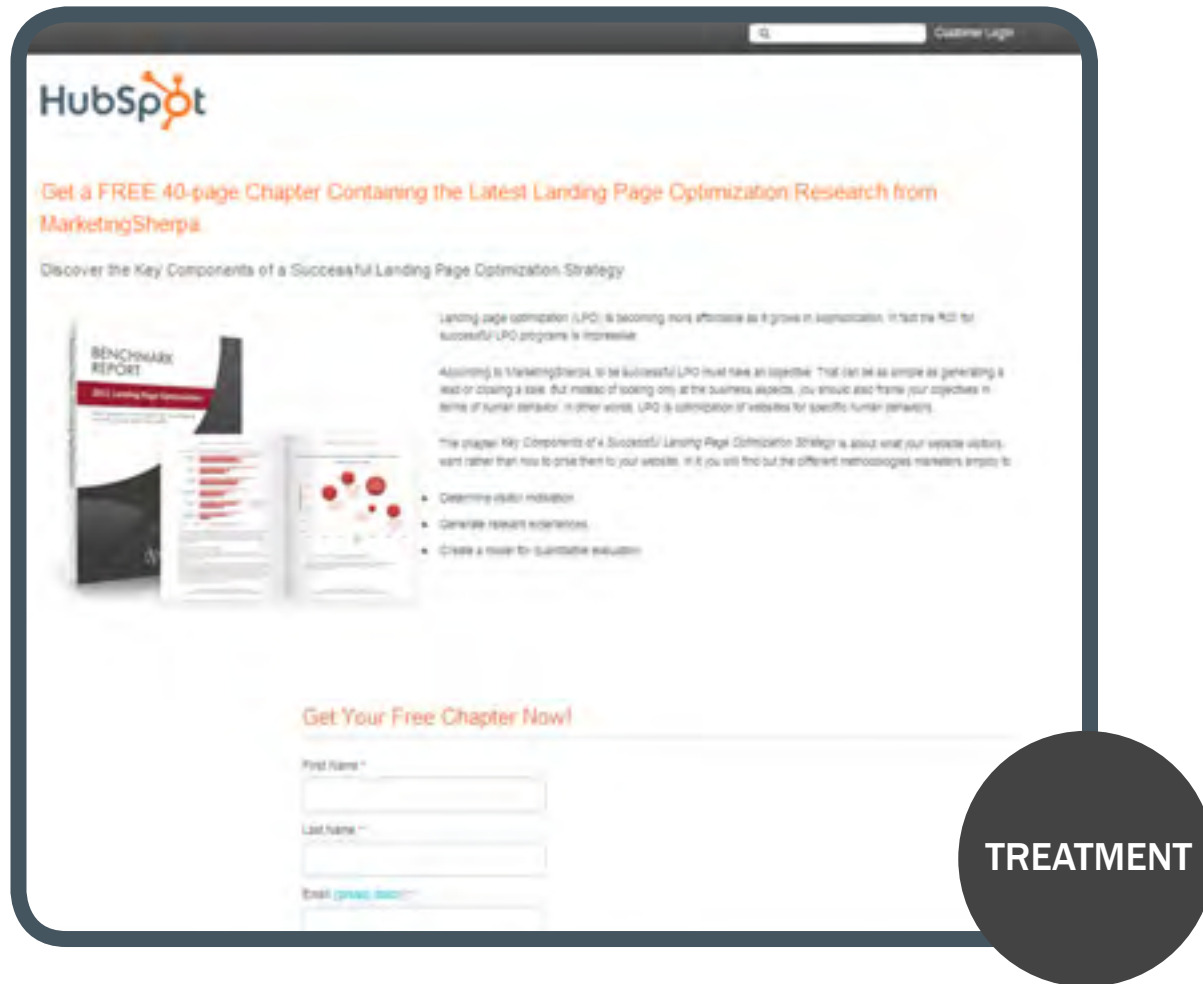 Customer Login
HubSpot
Get a FREE 40-page Chapter Containing the Latest Landing Page Optimization Research from
MarketingSherpa
Discover the Key Components of a Successful Landing Page Optimization Strategy
Landing page optimization (LPO) is becoming more affordable as it grows in sophistication. In fact the ROI for
successful LPO programs is impressive.
According to MarketingSherpa, to be successful LPO must have an objective. That can be as simple as generating a
lead or closing a sale. But instead of looking only at the business aspects, you should also frame your objectives in
terms of human behavior. In other words, LPO is optimization of websites for specific human behaviors.
The chapter Key Components of a Successful Landing Page Optimization Strategy is about what your website visitors
want rather than how to drive them to your website. In it you will find out the different methodologies marketers employ to
BENCHMARK
REPORT
2011 Landing Page Optimization
• Determine visitor motivation
• Generate relevant experiences
• Create a model for quantitative evaluation
Get Your Free Chapter Now!
First Name *
Last Name *
Email (privacy policy) *
TREATMENT